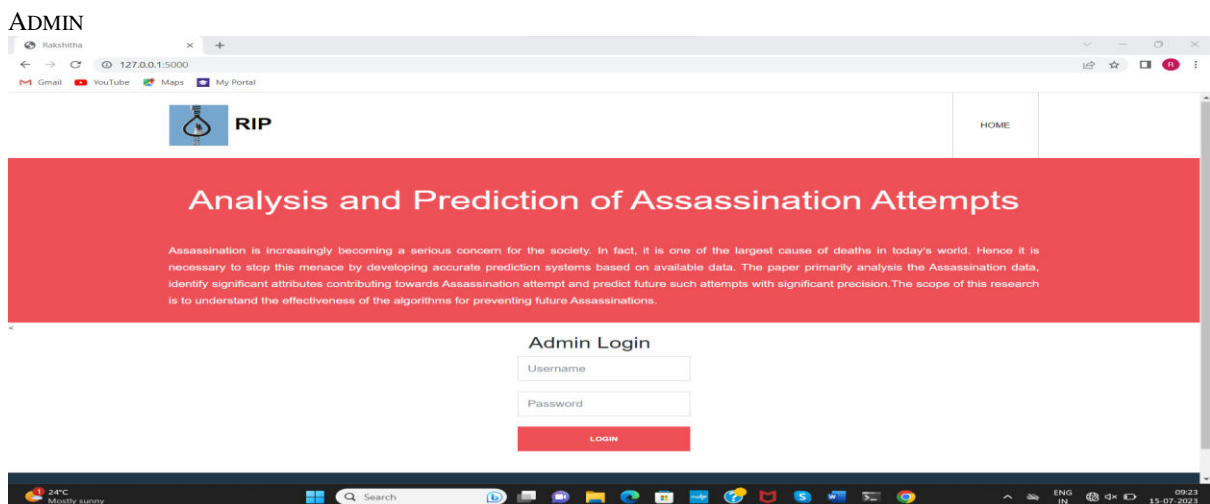 ADMIN
Rakshitha
127.0.0.1:5000
Gmail YouTube Maps My Portal
RIP
HOME
Analysis and Prediction of Assassination Attempts
Assassination is increasingly becoming a serious concern for the society. In fact, it is one of the largest cause of deaths in today's world. Hence it is
necessary to stop this menace by developing accurate prediction systems based on available data. The paper primarily analysis the Assassination data,
identify significant attributes contributing towards Assassination attempt and predict future such attempts with significant precision.The scope of this research
is to understand the effectiveness of the algorithms for preventing future Assassinations.
<
Admin Login
Username
Password
LOGIN
1 24°C
Mostly sunny
Search
ENG
IN
09:23
15-07-2023